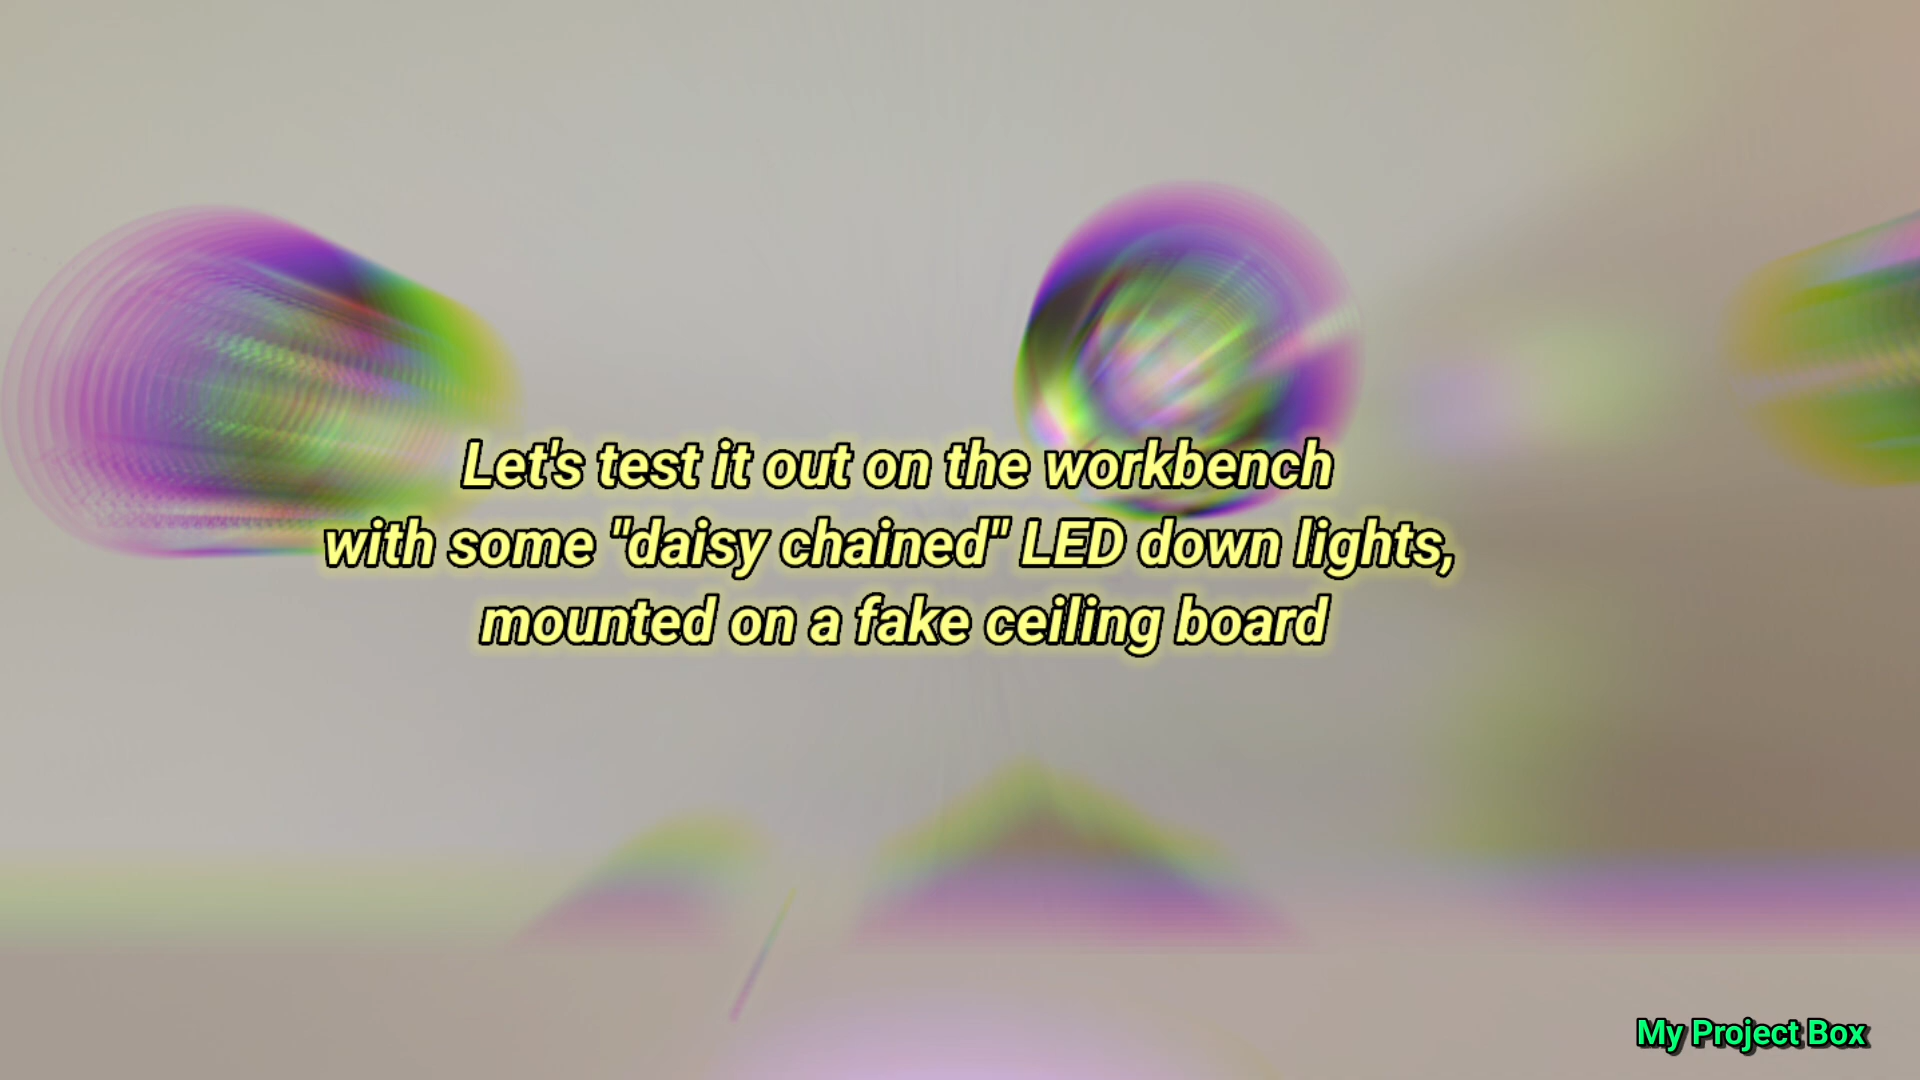 Let's test it out on the workbench
with some "daisy chained" LED down lights,
mounted on a fake ceiling board
My Project Box